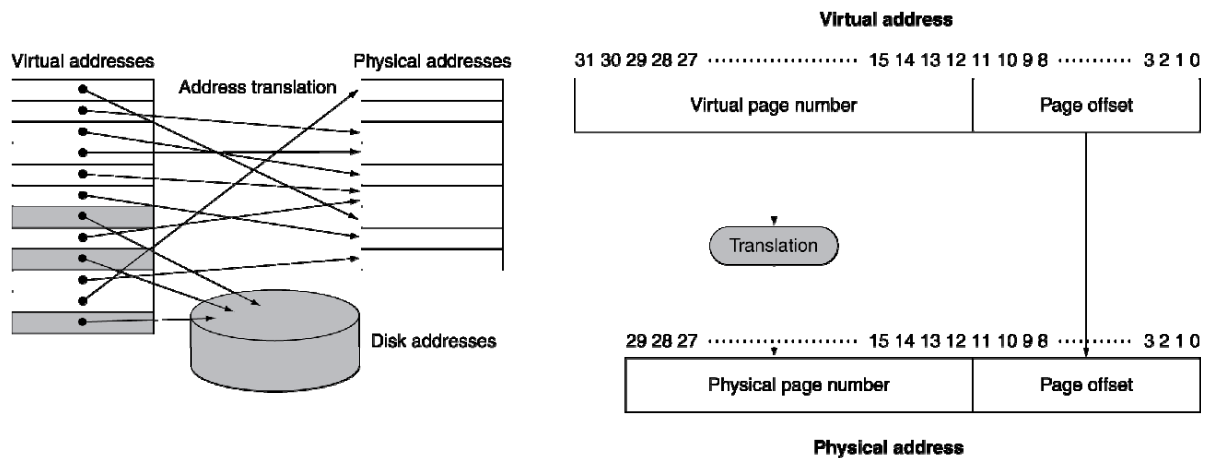 Virtual addresses
Physical addresses
Address translation
Disk addresses
Virtual address
31 30 29 28 27 ·················· 15 14 13 12 11 10 9 8 ·········· 3 2 1 0
Virtual page number
Page offset
Translation
29 28 27 ·················· 15 14 13 12 11 10 9 8 ·········· 3 2 1 0
Physical page number
Page offset
Physical address